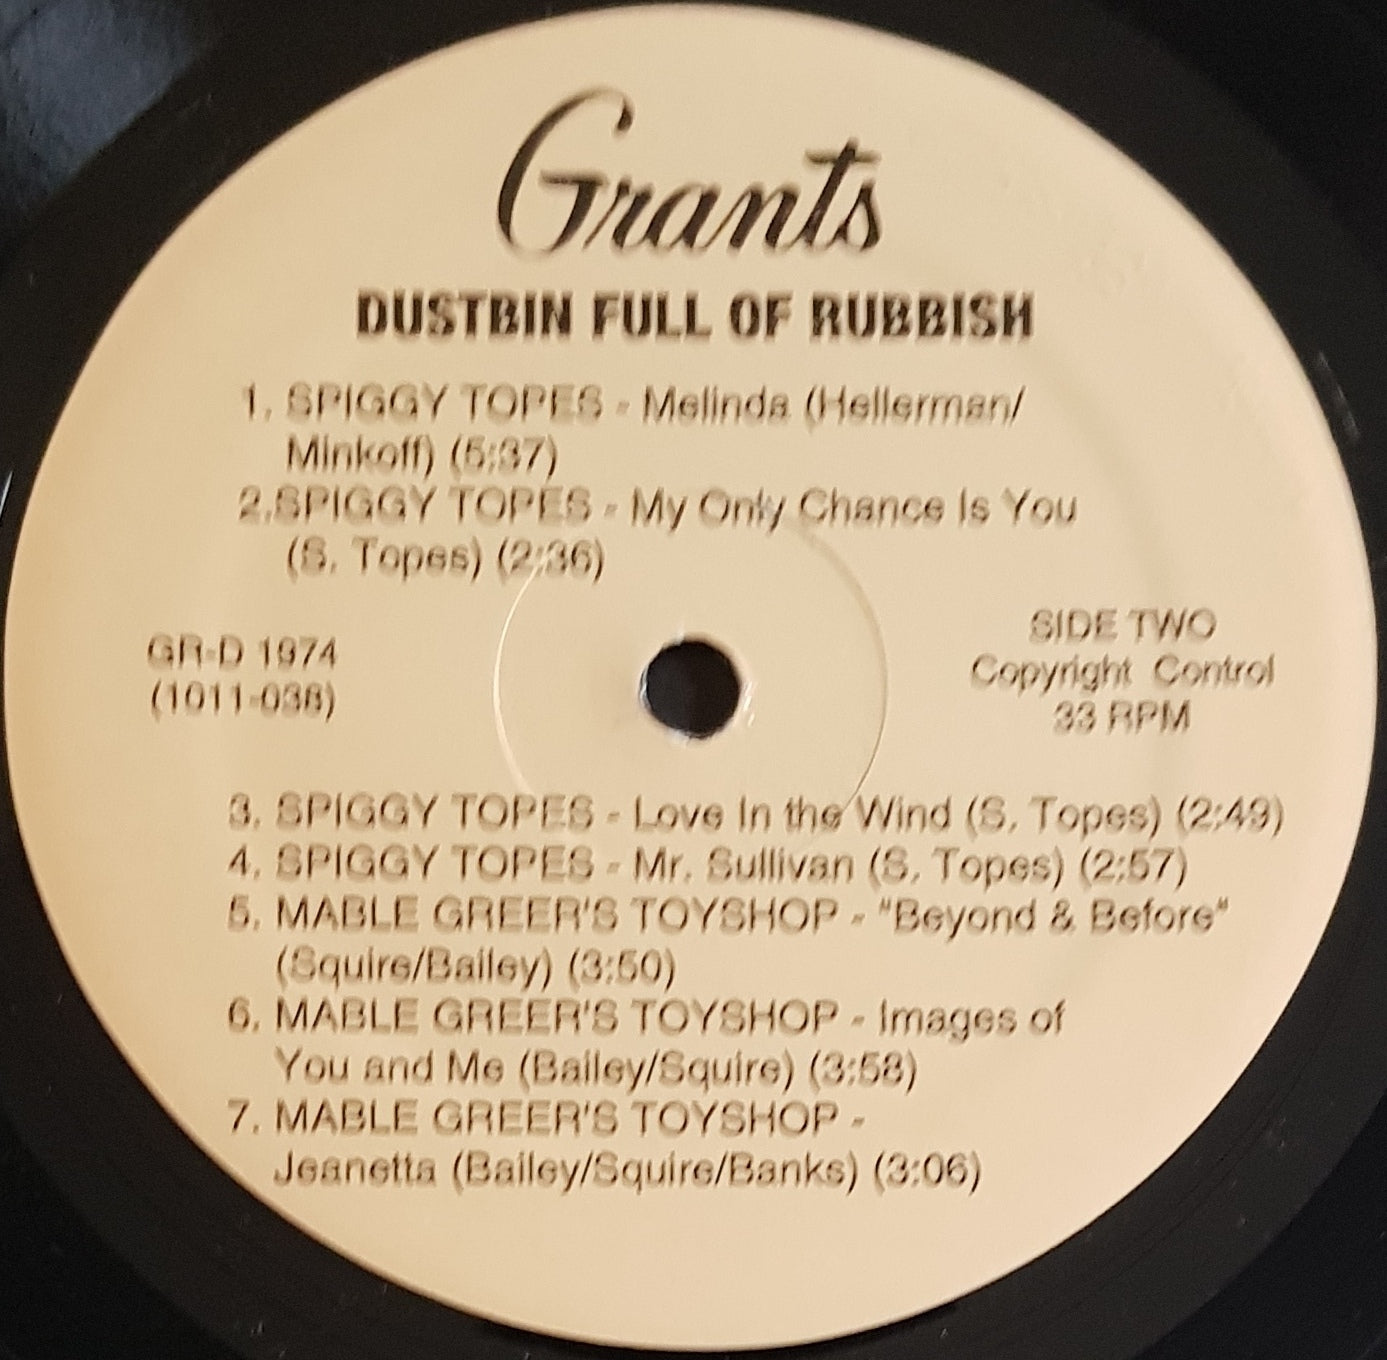 Grants
DUSTBIN FULL OF RUBBISH
1. SPIGGY TOPES - Melinda (Hellerman/
Minkoff) (5:37)
2.SPIGGY TOPES - My Only Chance Is You
(S. Topes) (2:36)
GR-D 1974
(1011-038)
SIDE TWO
Copyright Control
33 RPM
3. SPIGGY TOPES - Love In the Wind (S. Topes) (2:49)
4. SPIGGY TOPES - Mr. Sullivan (S. Topes) (2:57)
5. MABLE GREER'S TOYSHOP - "Beyond & Before"
(Squire/Bailey) (3:50)
6. MABLE GREER'S TOYSHOP - Images of
You and Me (Bailey/Squire) (3:58)
7. MABLE GREER'S TOYSHOP -
Jeanetta (Bailey/Squire/Banks) (3:06)